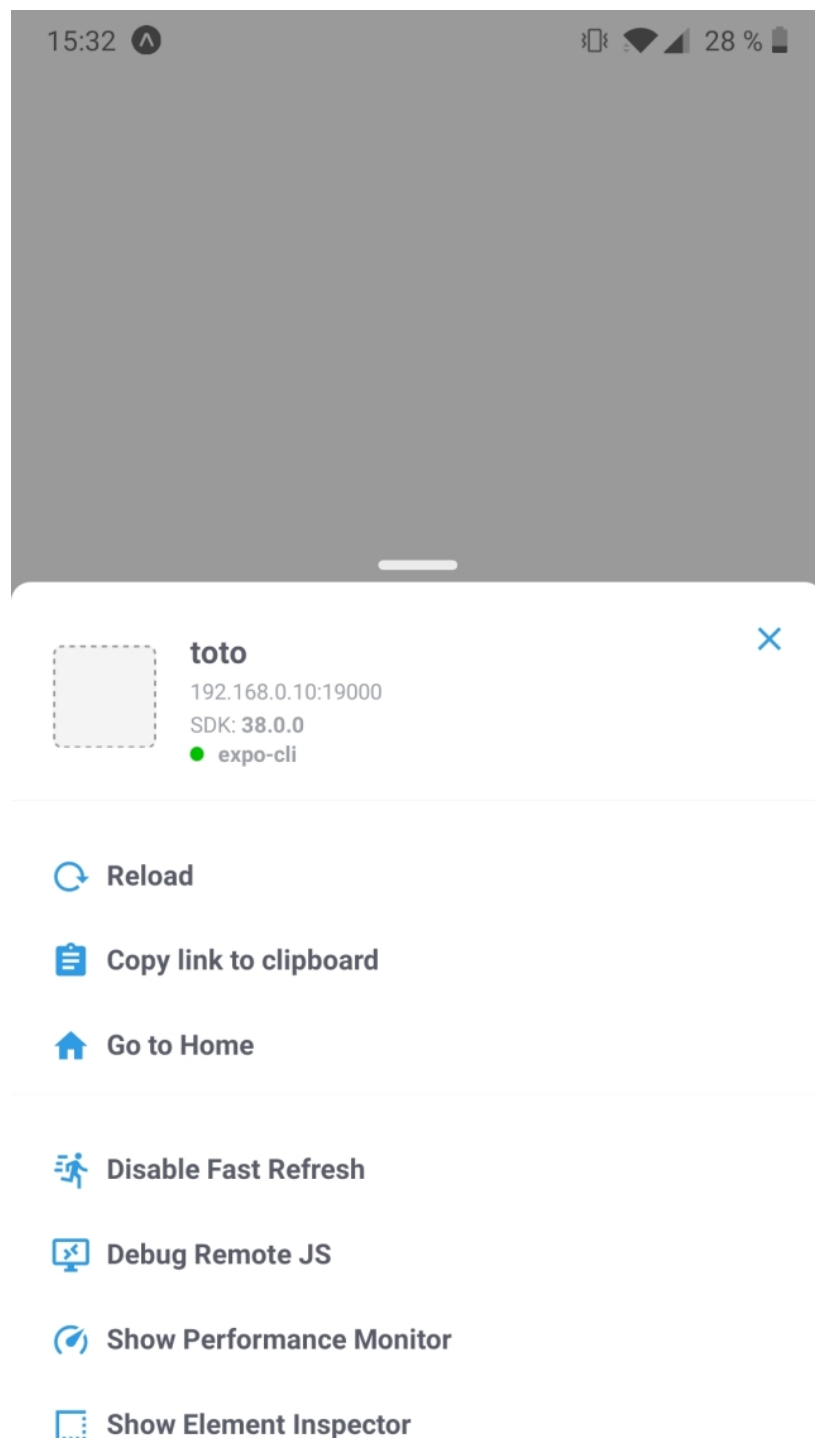 15:32 28 %
toto
192.168.0.10:19000
SDK: 38.0.0
expo-cli
Reload
Copy link to clipboard
Go to Home
Disable Fast Refresh
Debug Remote JS
Show Performance Monitor
Show Element Inspector